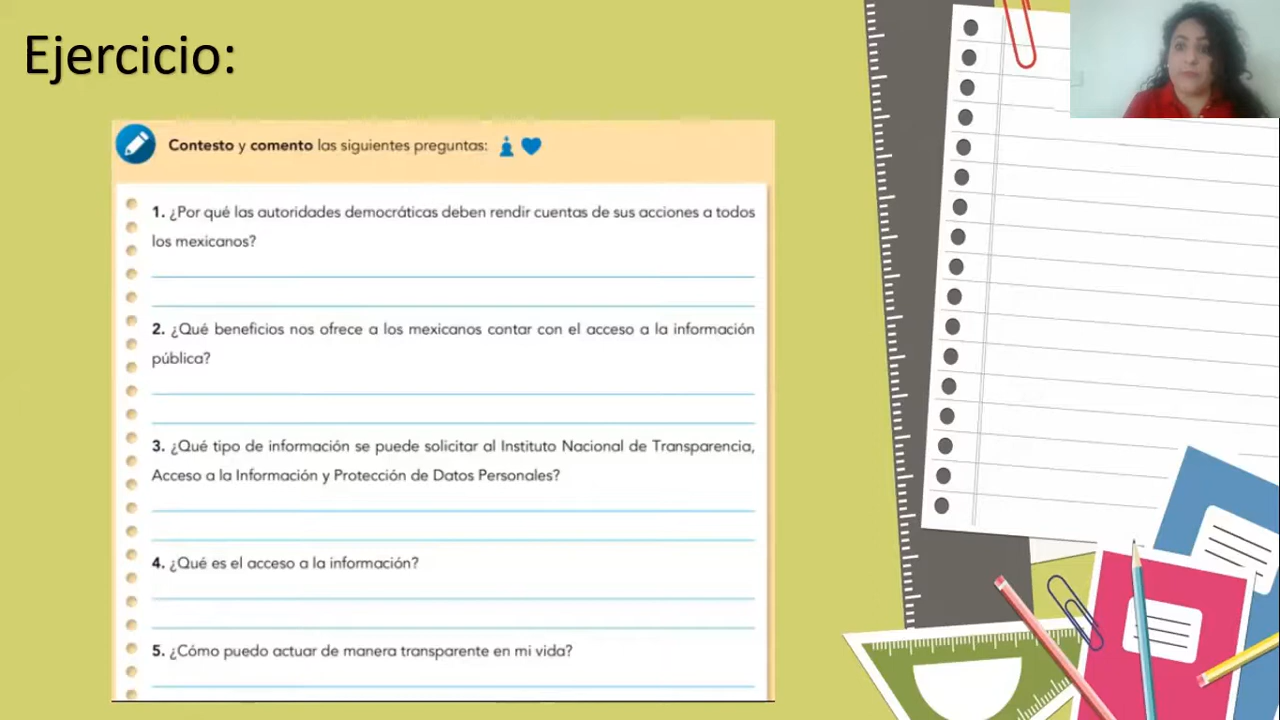 Ejercicio:
Contesto y comento las siguientes preguntas:
1. ¿Por qué las autoridades democráticas deben rendir cuentas de sus acciones a todos
los mexicanos?
2. ¿Qué beneficios nos ofrece a los mexicanos contar con el acceso a la información
pública?
3. ¿Qué tipo de información se puede solicitar al Instituto Nacional de Transparencia,
Acceso a la Información y Protección de Datos Personales?
4. ¿Qué es el acceso a la información?
5. ¿Cómo puedo actuar de manera transparente en mi vida?